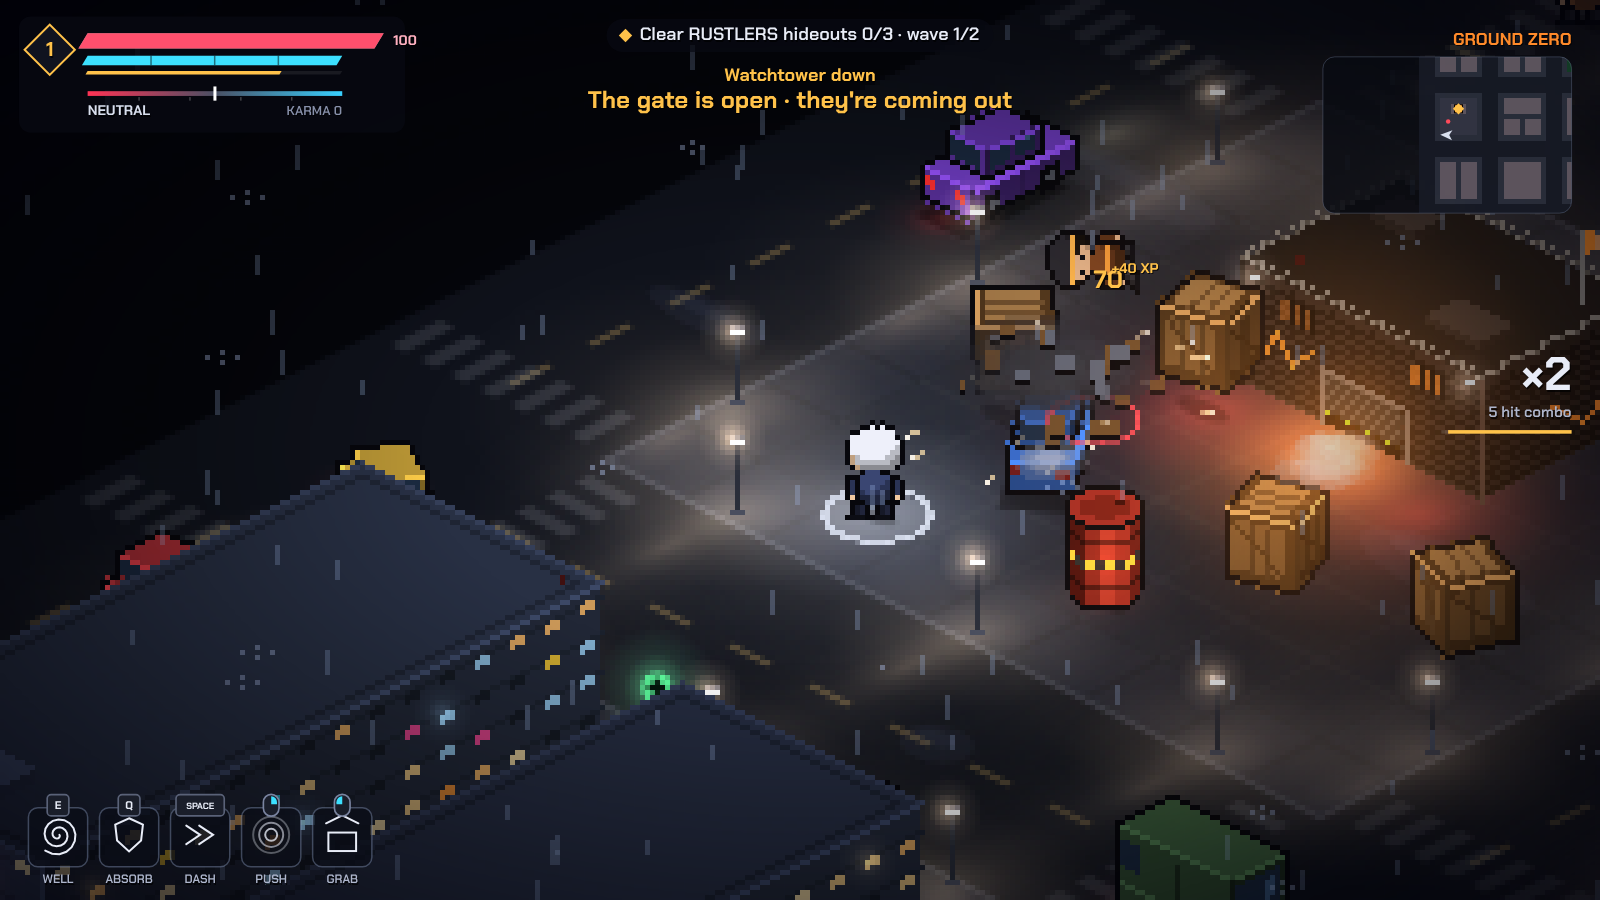 1
100
NEUTRAL
KARMA 0
◆ Clear RUSTLERS hideouts 0/3 · wave 1/2
Watchtower down
The gate is open · they're coming out
GROUND ZERO
+40 XP
70
×2
5 hit combo
E
Q
SPACE
WELL
ABSORB
DASH
PUSH
GRAB